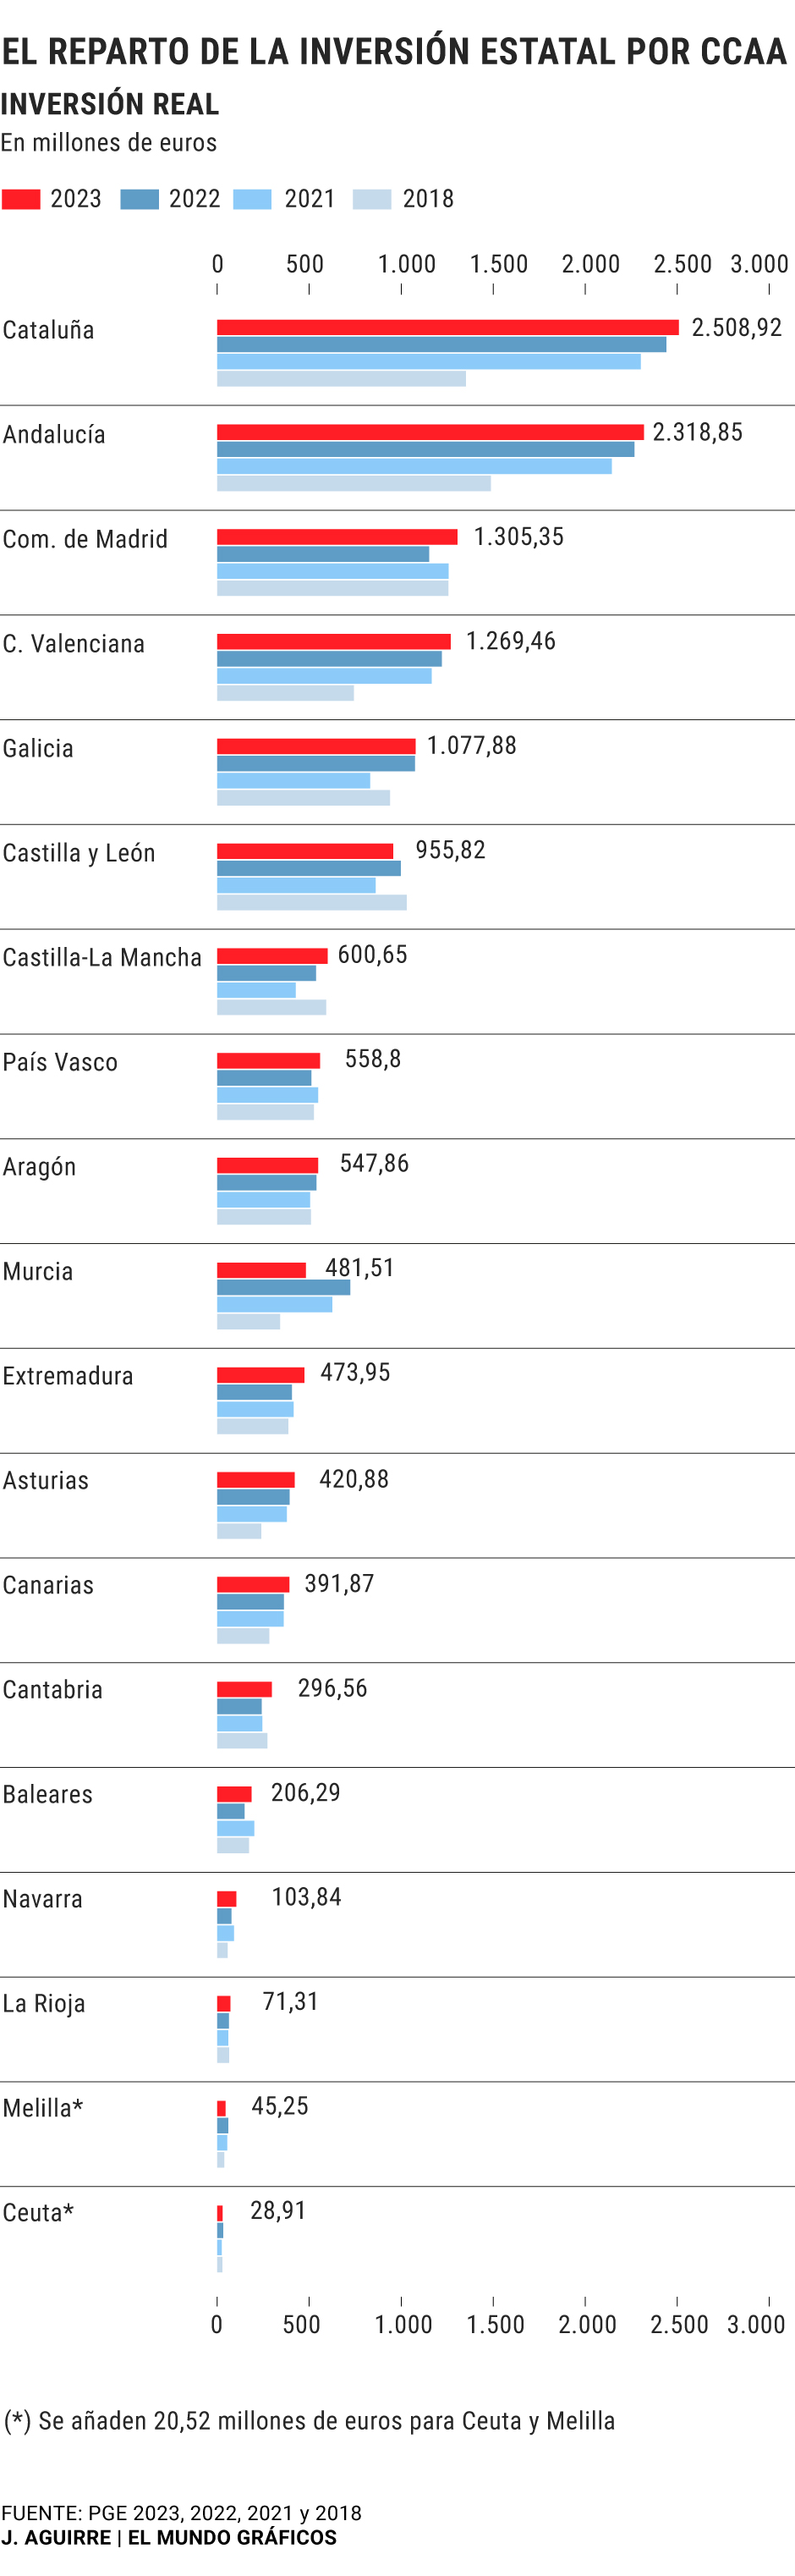 EL REPARTO DE LA INVERSIÓN ESTATAL POR CCAA
INVERSIÓN REAL
En millones de euros
2023 2022 2021 2018
0 500 1.000 1.500 2.000 2.500 3.000
Cataluña 2.508,92
Andalucía 2.318,85
Com. de Madrid 1.305,35
C. Valenciana 1.269,46
Galicia 1.077,88
Castilla y León 955,82
Castilla-La Mancha 600,65
País Vasco 558,8
Aragón 547,86
Murcia 481,51
Extremadura 473,95
Asturias 420,88
Canarias 391,87
Cantabria 296,56
Baleares 206,29
Navarra 103,84
La Rioja 71,31
Melilla* 45,25
Ceuta* 28,91
0 500 1.000 1.500 2.000 2.500 3.000
(*) Se añaden 20,52 millones de euros para Ceuta y Melilla
FUENTE: PGE 2023, 2022, 2021 y 2018
J. AGUIRRE | EL MUNDO GRÁFICOS